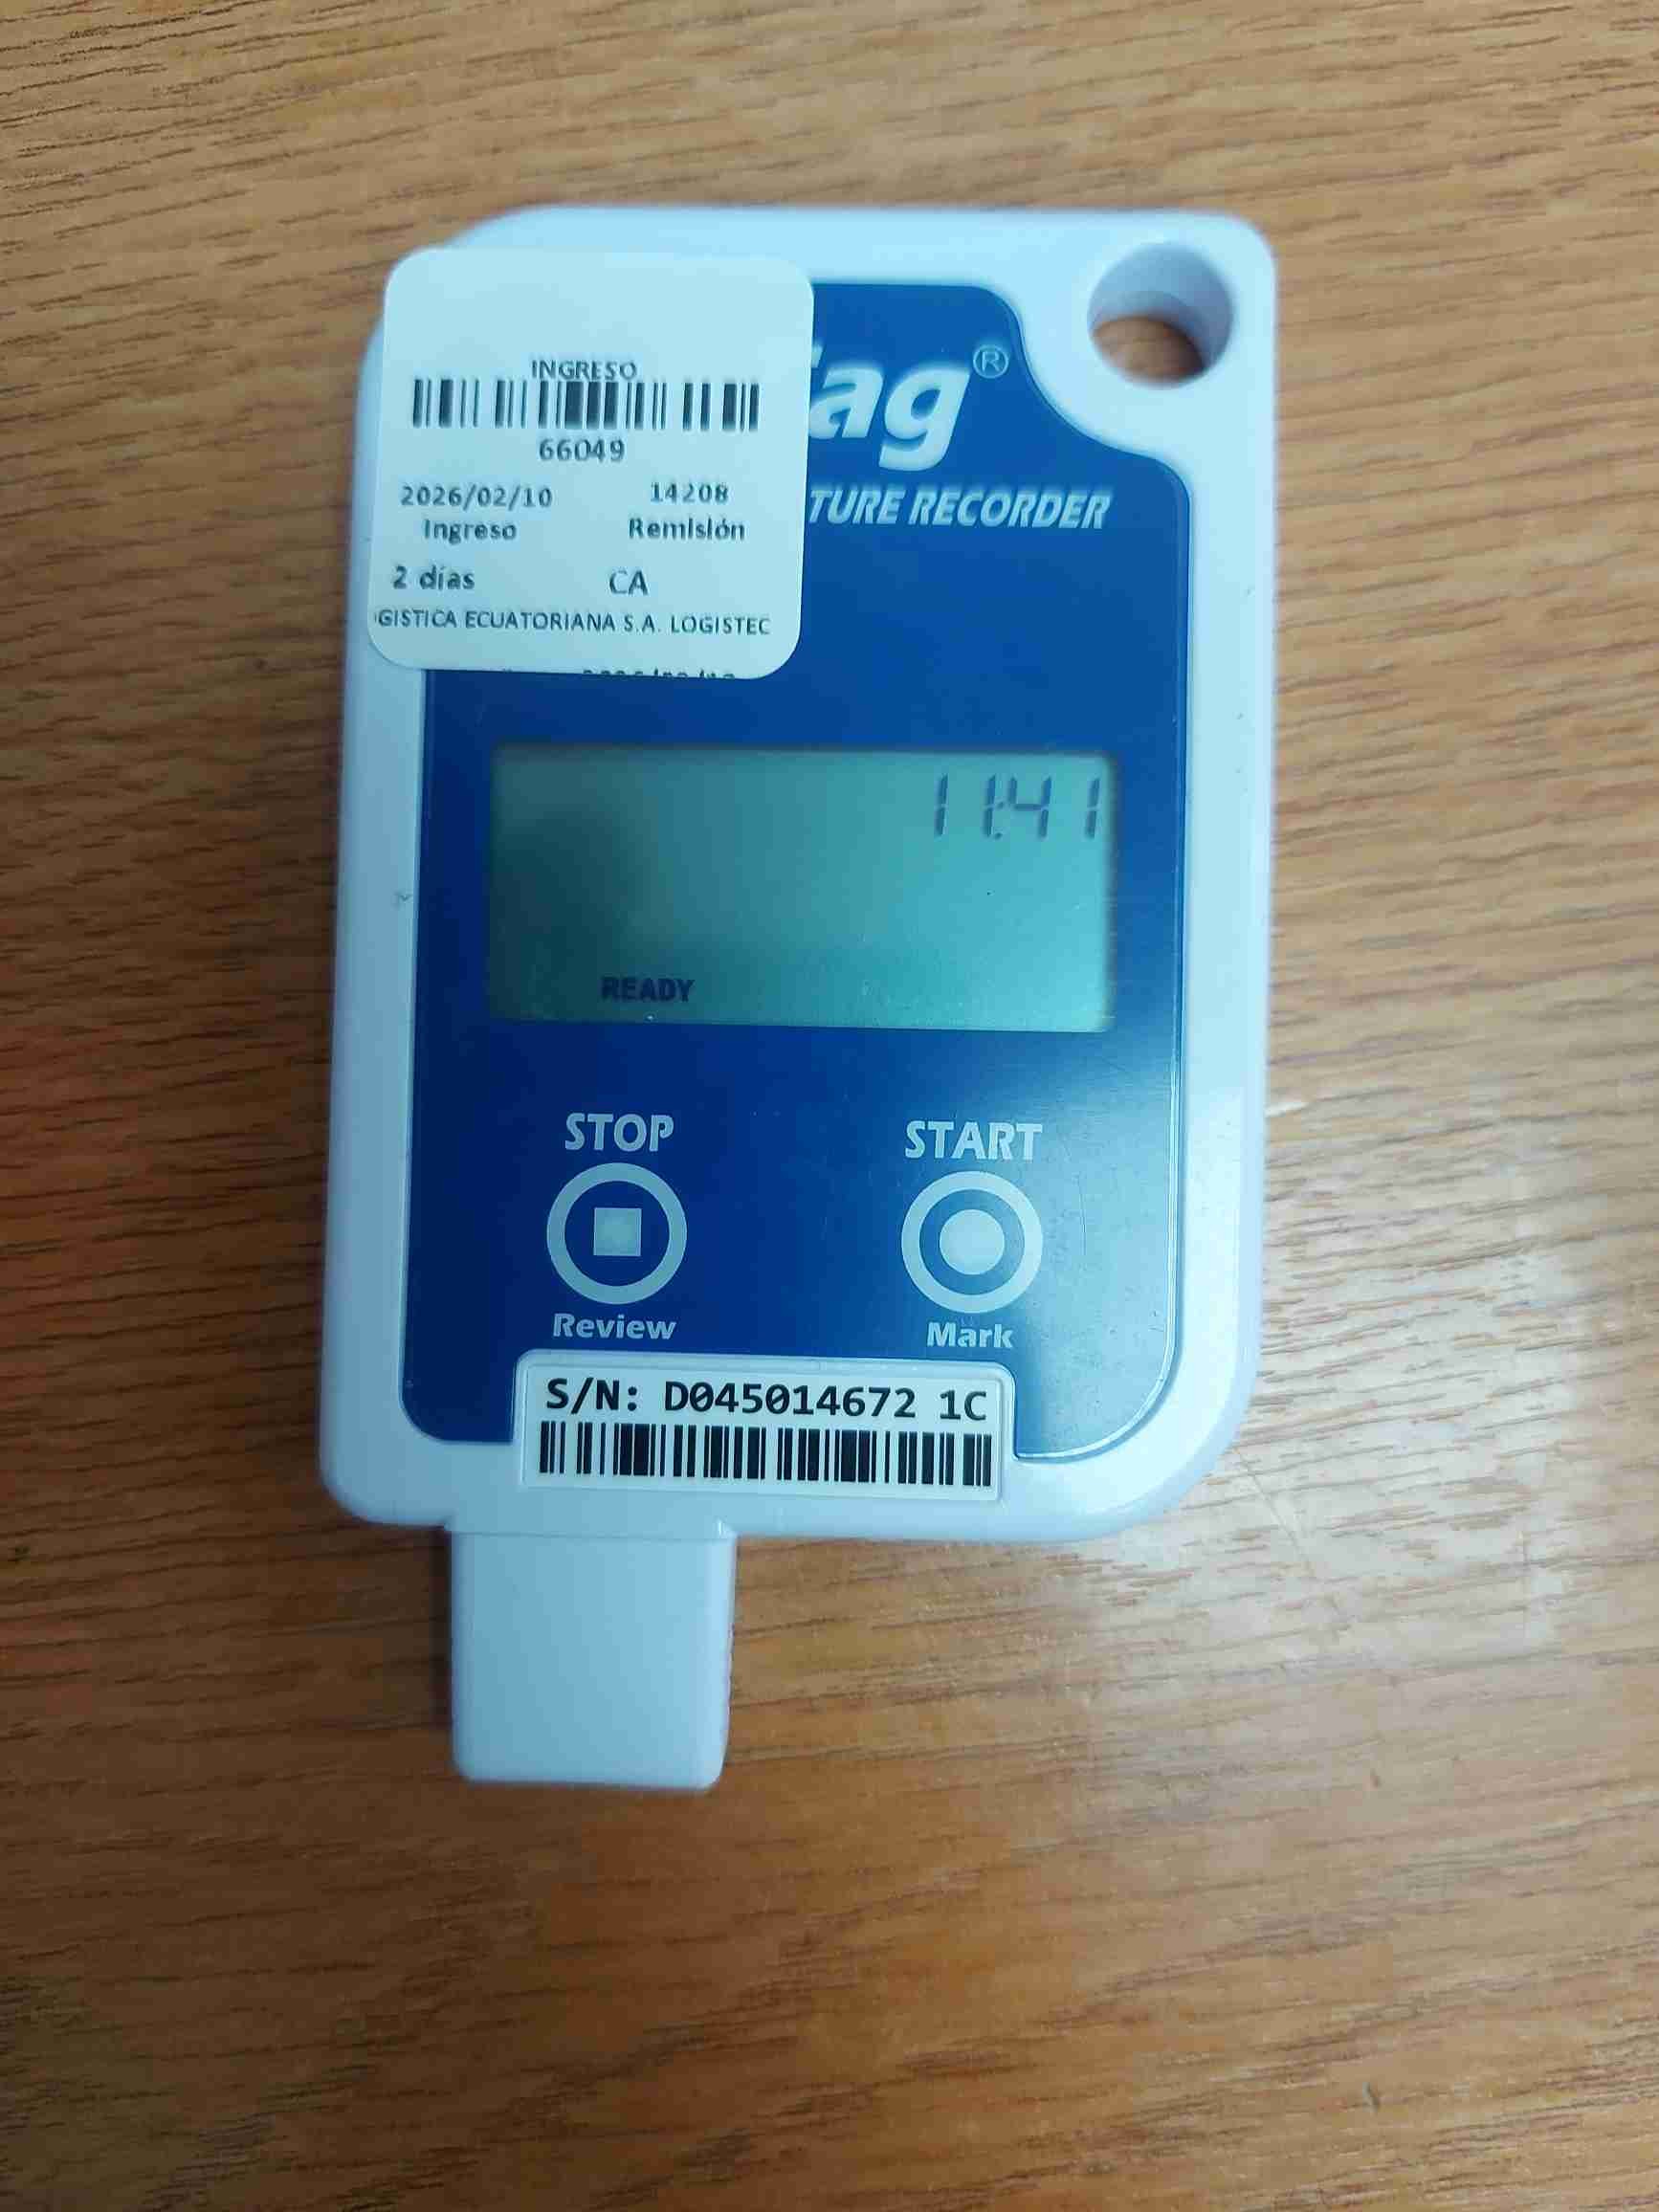 INGRESO
66049
2026/02/10 14208
Ingreso Remisión
2 días CA
GISTICA ECUATORIANA S.A. LOGISTEC
ag®
TURE RECORDER
11:41
READY
STOP START
Review Mark
S/N: D045014672 1C